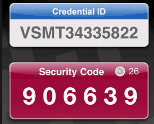 Credential ID
VSMT34335822
Security Code 26
906639